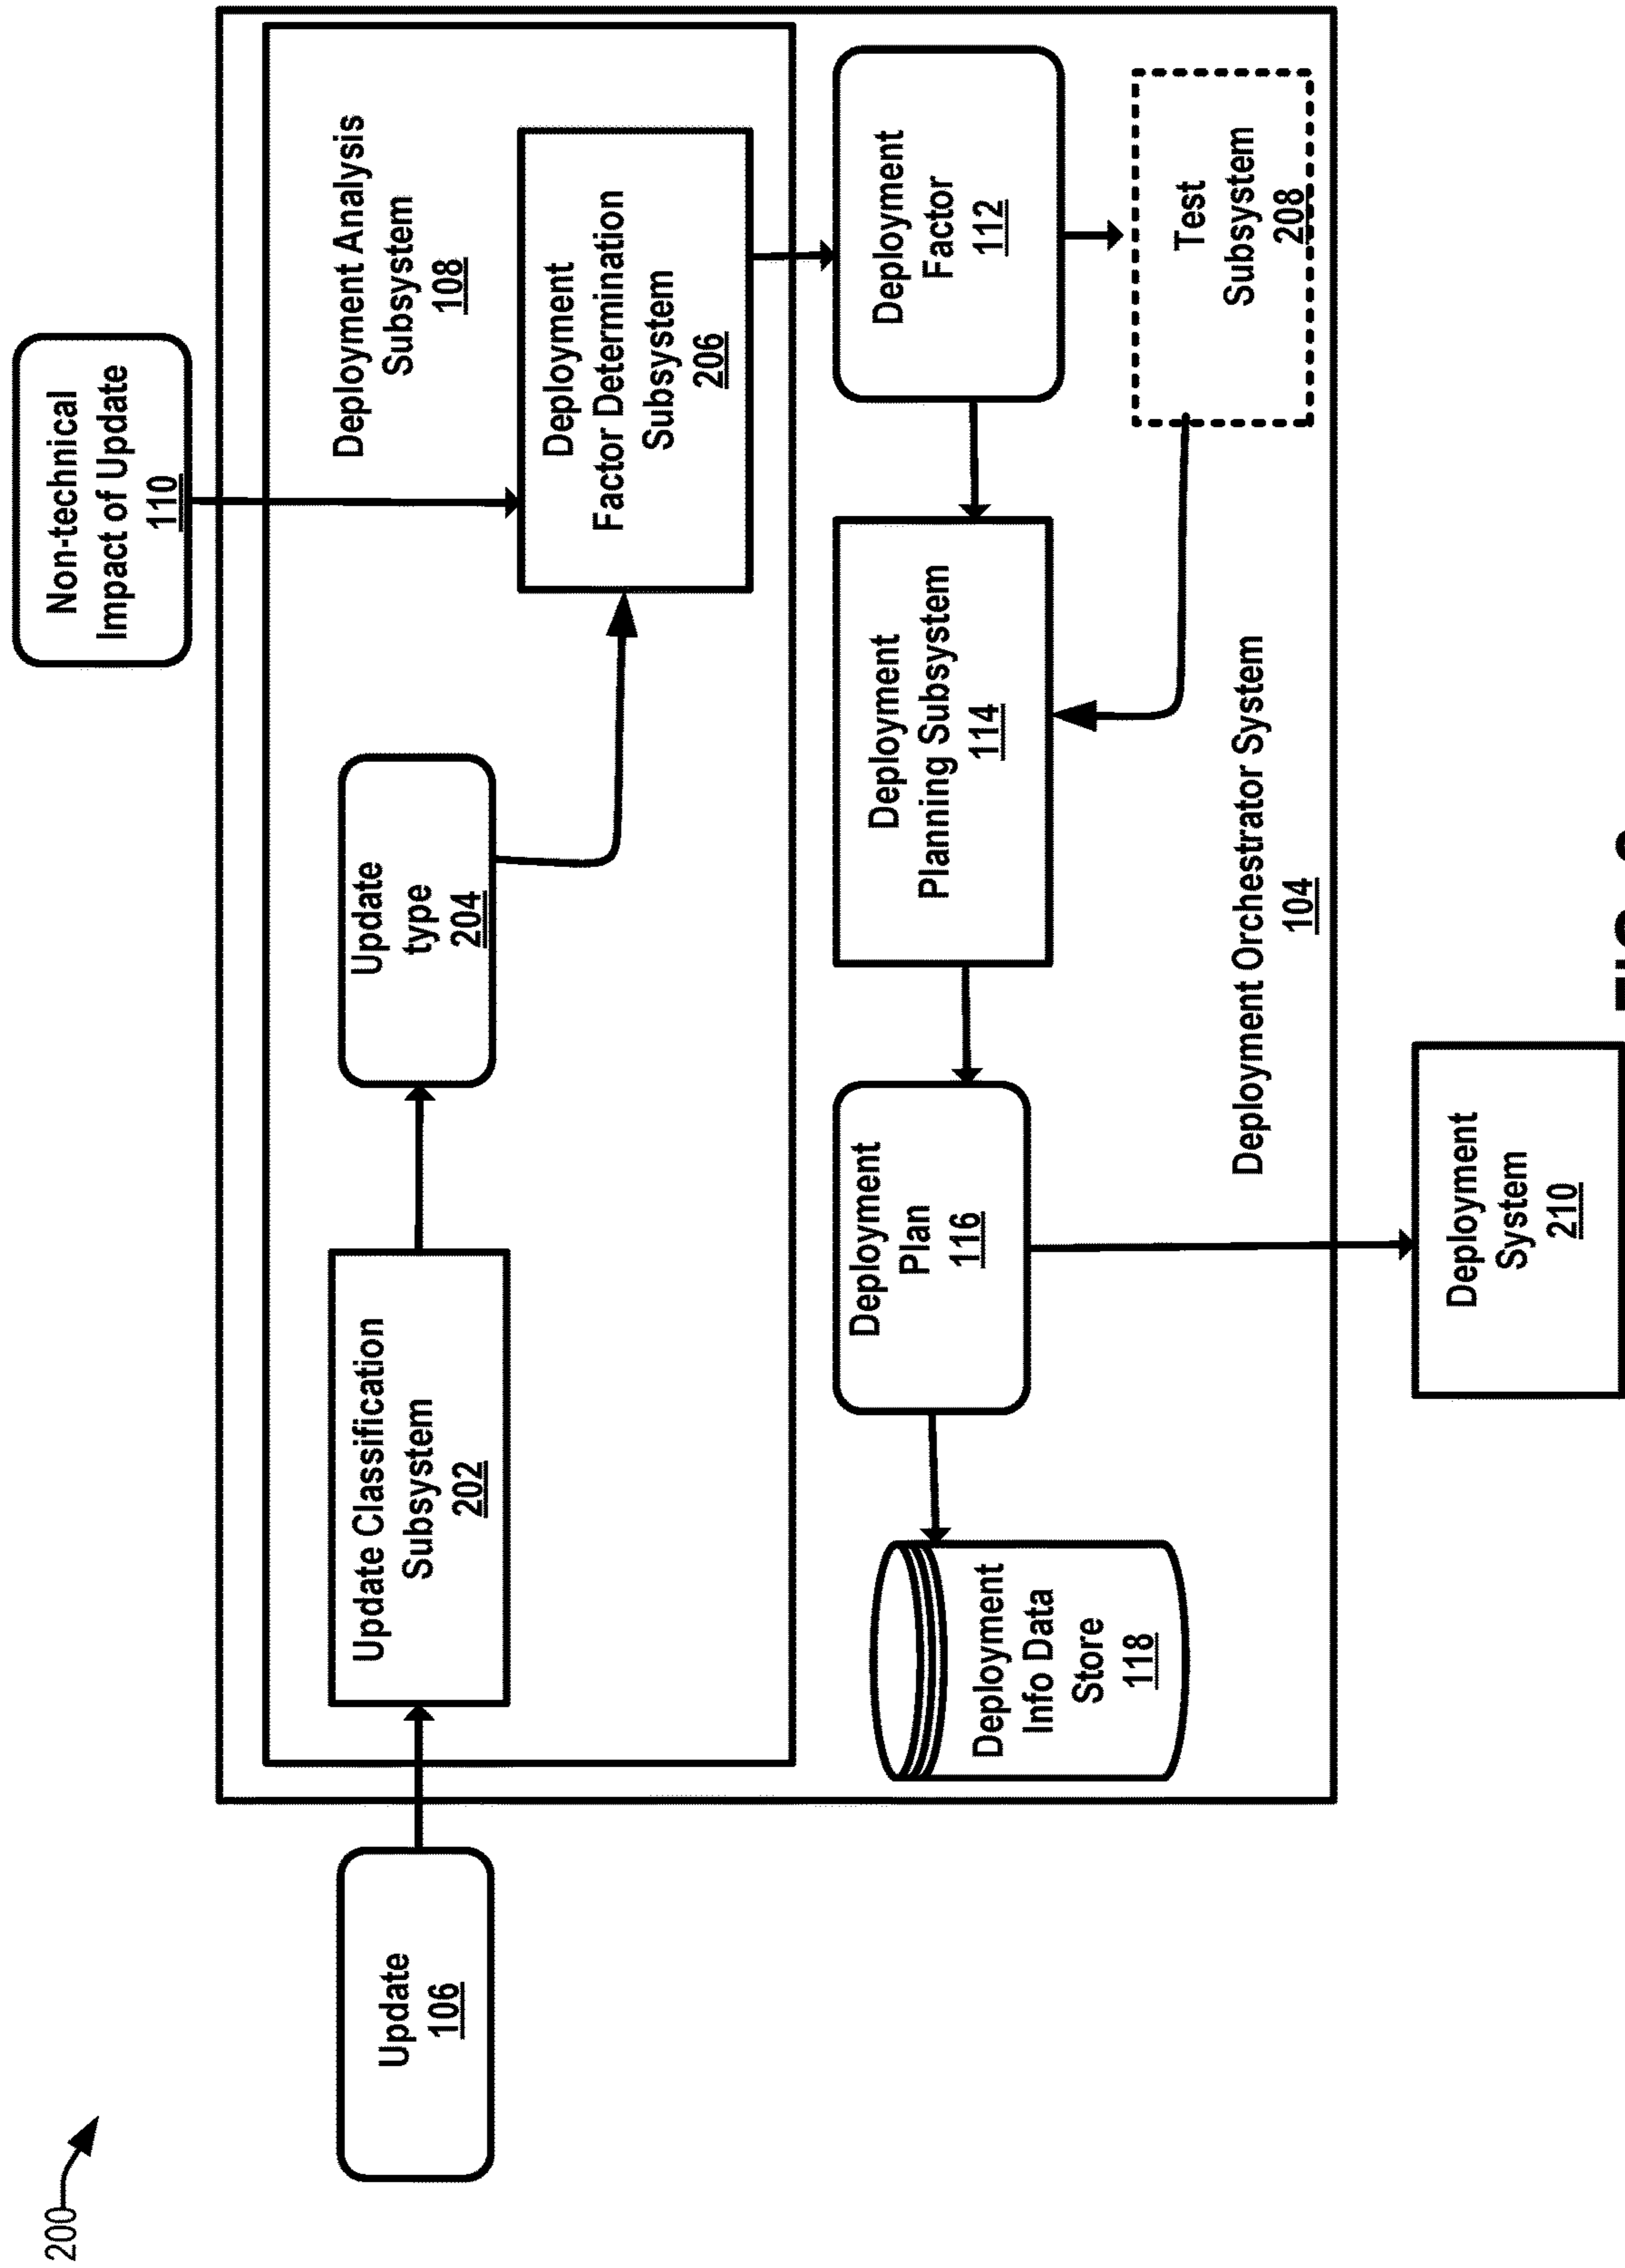 200
Non-technical
Impact of Update
110
Deployment Analysis
Subsystem
108
Update
106
Update Classification
Subsystem
202
Update
type
204
Deployment
Factor Determination
Subsystem
206
Deployment
Info Data
Store
118
Deployment
Plan
116
Deployment
Planning Subsystem
114
Deployment
Factor
112
Test
Subsystem
208
Deployment Orchestrator System
104
Deployment
System
210